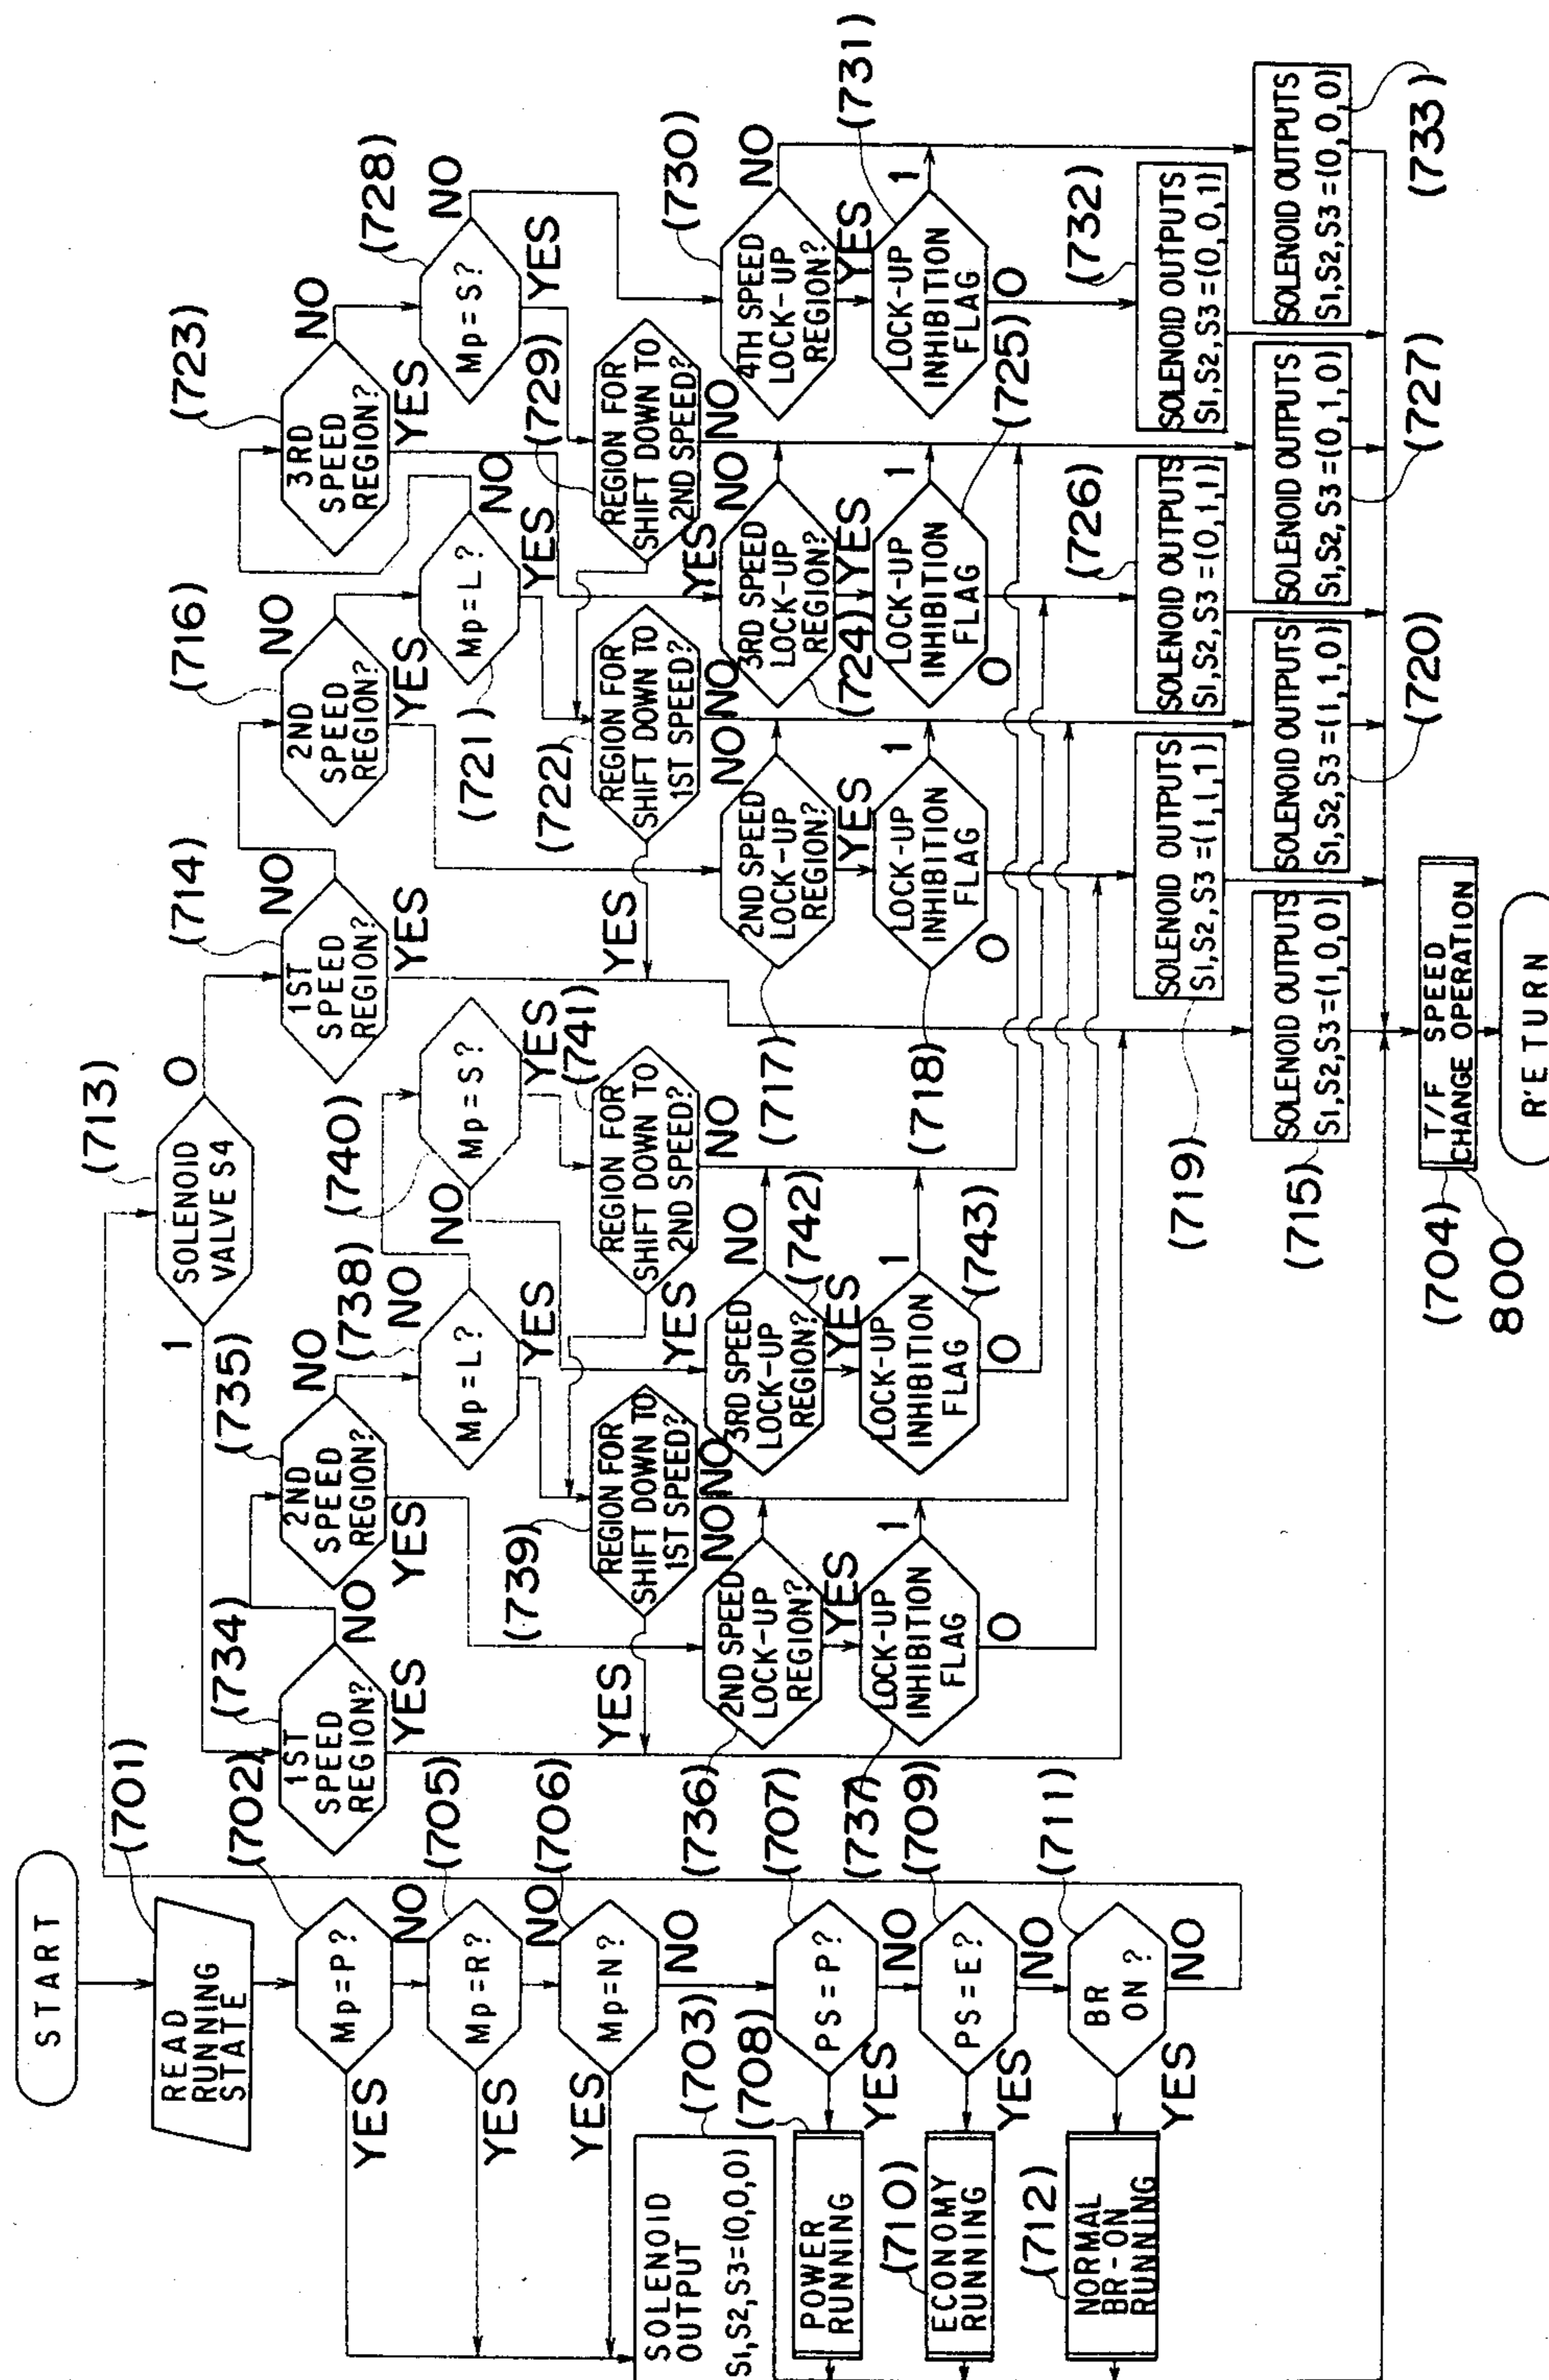 START
READ
RUNNING
STATE
(701)
Mp=P?
(702)
YES
NO
Mp=R?
(705)
YES
NO
Mp=N?
(706)
YES
NO
SOLENOID
OUTPUT
S1,S2,S3=(0,0,0)
(703)
PS=P?
(707)
YES
NO
POWER
RUNNING
(708)
PS=E?
(709)
YES
NO
ECONOMY
RUNNING
(710)
BR
ON?
(711)
YES
NO
NORMAL
BR-ON
RUNNING
(712)
SOLENOID
VALVE S4
(713)
1
0
1ST
SPEED
REGION?
(734)
YES
NO
2ND
SPEED
REGION?
(735)
YES
NO
Mp=L?
(738)
YES
NO
Mp=S?
(740)
YES
NO
REGION FOR
SHIFT DOWN TO
1ST SPEED?
(739)
YES
NO
REGION FOR
SHIFT DOWN TO
2ND SPEED?
(741)
YES
NO
2ND SPEED
LOCK-UP
REGION?
(736)
YES
NO
LOCK-UP
INHIBITION
FLAG
(737)
1
0
3RD SPEED
LOCK-UP
REGION?
(742)
YES
NO
LOCK-UP
INHIBITION
FLAG
(743)
1
0
1ST
SPEED
REGION?
(714)
YES
NO
2ND
SPEED
REGION?
(716)
YES
NO
Mp=L?
(721)
YES
NO
3RD
SPEED
REGION?
(723)
YES
NO
Mp=S?
(728)
YES
NO
REGION FOR
SHIFT DOWN TO
1ST SPEED?
(722)
YES
NO
REGION FOR
SHIFT DOWN TO
2ND SPEED?
(729)
YES
NO
2ND SPEED
LOCK-UP
REGION?
(717)
YES
NO
LOCK-UP
INHIBITION
FLAG
(718)
1
0
3RD SPEED
LOCK-UP
REGION?
(724)
YES
NO
LOCK-UP
INHIBITION
FLAG
(725)
1
0
4TH SPEED
LOCK-UP
REGION?
(730)
YES
NO
LOCK-UP
INHIBITION
FLAG
(731)
1
0
SOLENOID OUTPUTS
S1,S2,S3=(1,1,1)
(719)
SOLENOID OUTPUTS
S1,S2,S3=(0,1,1)
(726)
SOLENOID OUTPUTS
S1,S2,S3=(0,0,1)
(732)
SOLENOID OUTPUTS
S1,S2,S3=(1,0,0)
(715)
SOLENOID OUTPUTS
S1,S2,S3=(1,1,0)
(720)
SOLENOID OUTPUTS
S1,S2,S3=(0,1,0)
(727)
SOLENOID OUTPUTS
S1,S2,S3=(0,0,0)
(733)
T/F SPEED
CHANGE OPERATION
(704)
800
R'ETURN